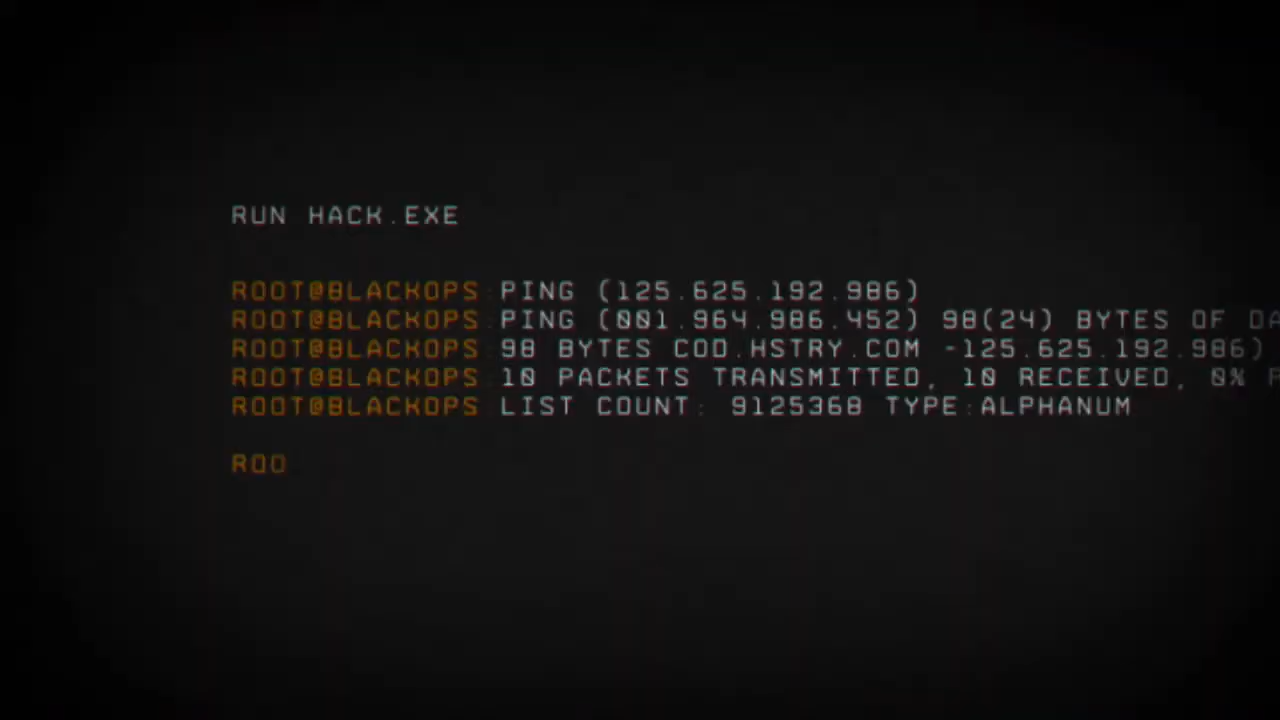 RUN HACK.EXE
ROOT@BLACKOPS:PING (125.625.192.986)
ROOT@BLACKOPS:PING (001.964.986.452) 98(24) BYTES OF DA
ROOT@BLACKOPS:98 BYTES COD.HSTRY.COM -125.625.192.986)
ROOT@BLACKOPS:10 PACKETS TRANSMITTED, 10 RECEIVED, 0% P
ROOT@BLACKOPS:LIST COUNT: 9125368 TYPE:ALPHANUM
ROO